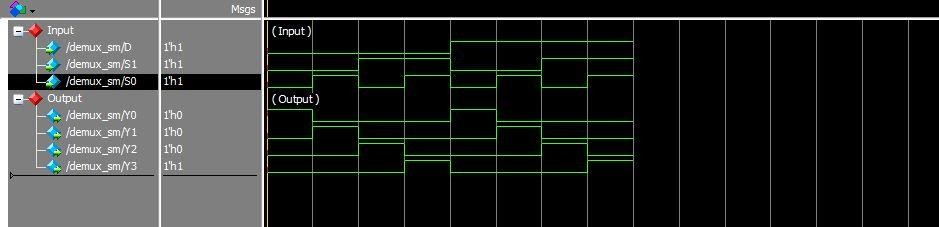 Msgs
Input (Input)
/demux_sm/D 1'h1
/demux_sm/S1 1'h1
/demux_sm/S0 1'h1
Output (Output)
/demux_sm/Y0 1'h0
/demux_sm/Y1 1'h0
/demux_sm/Y2 1'h0
/demux_sm/Y3 1'h1